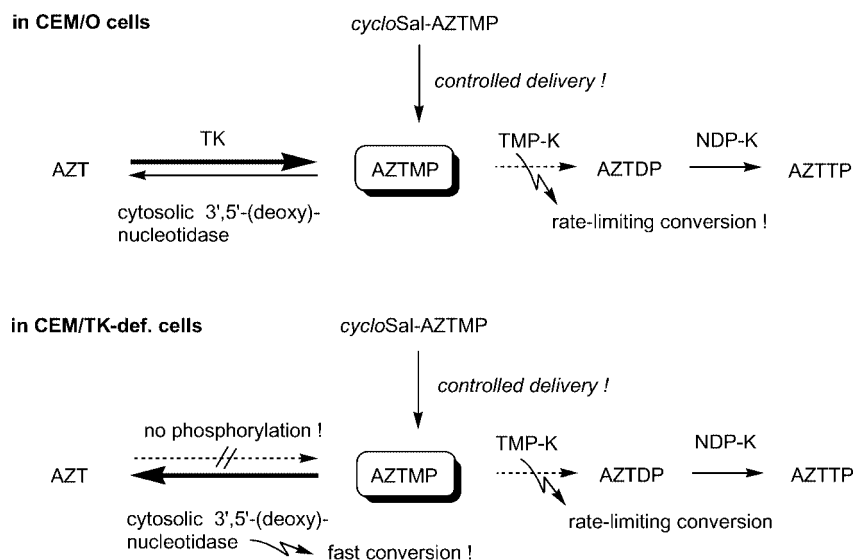 in CEM/O cells
cycloSal-AZTMP
controlled delivery !
TK
TMP-K
NDP-K
AZT
AZTMP
AZTDP
AZTTP
cytosolic 3',5'-(deoxy)-
nucleotidase
rate-limiting conversion !
in CEM/TK-def. cells
cycloSal-AZTMP
controlled delivery !
no phosphorylation !
TMP-K
NDP-K
AZT
AZTMP
AZTDP
AZTTP
cytosolic 3',5'-(deoxy)-
nucleotidase
rate-limiting conversion
fast conversion !